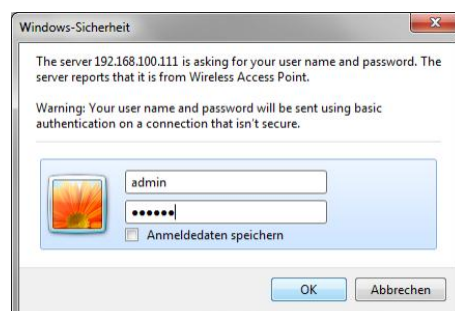 Windows-Sicherheit
The server 192.168.100.111 is asking for your user name and password. The
server reports that it is from Wireless Access Point.
Warning: Your user name and password will be sent using basic
authentication on a connection that isn't secure.
admin
●●●●●●
Anmeldedaten speichern
OK
Abbrechen